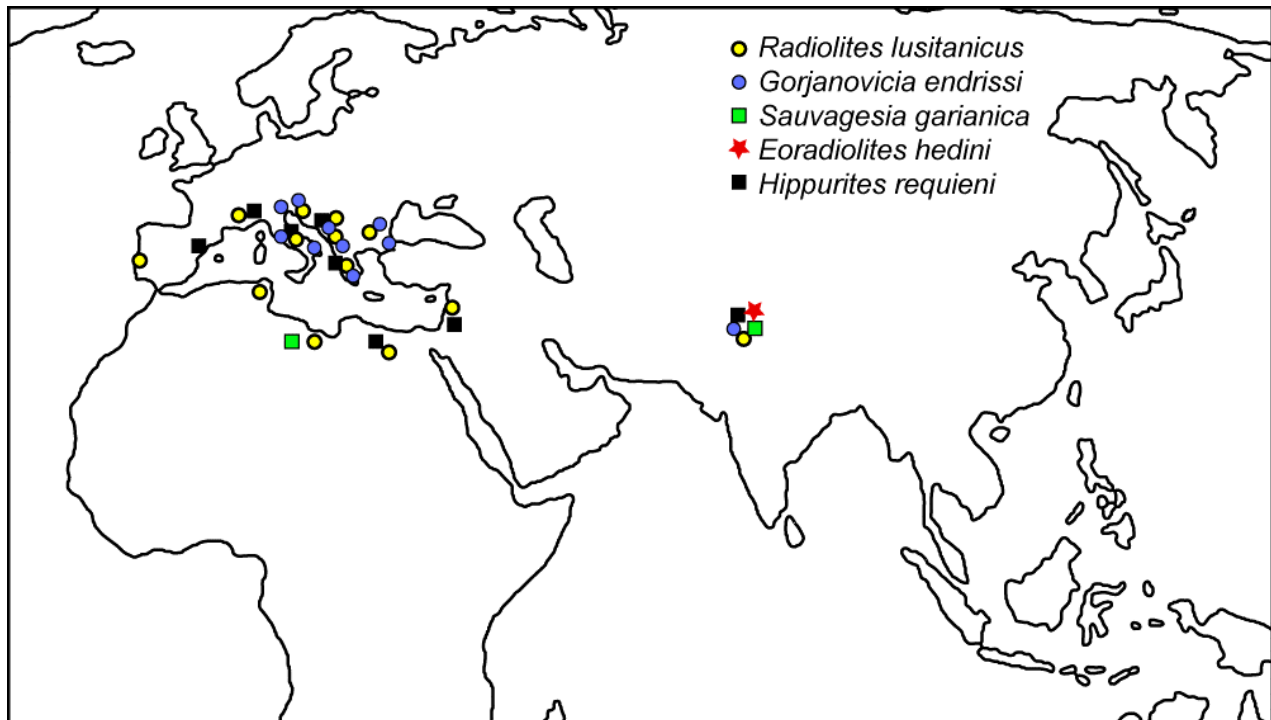 Radiolites lusitanicus
Gorjanovicia endrissi
Sauvagesia garianica
Eoradiolites hedini
Hippurites requieni